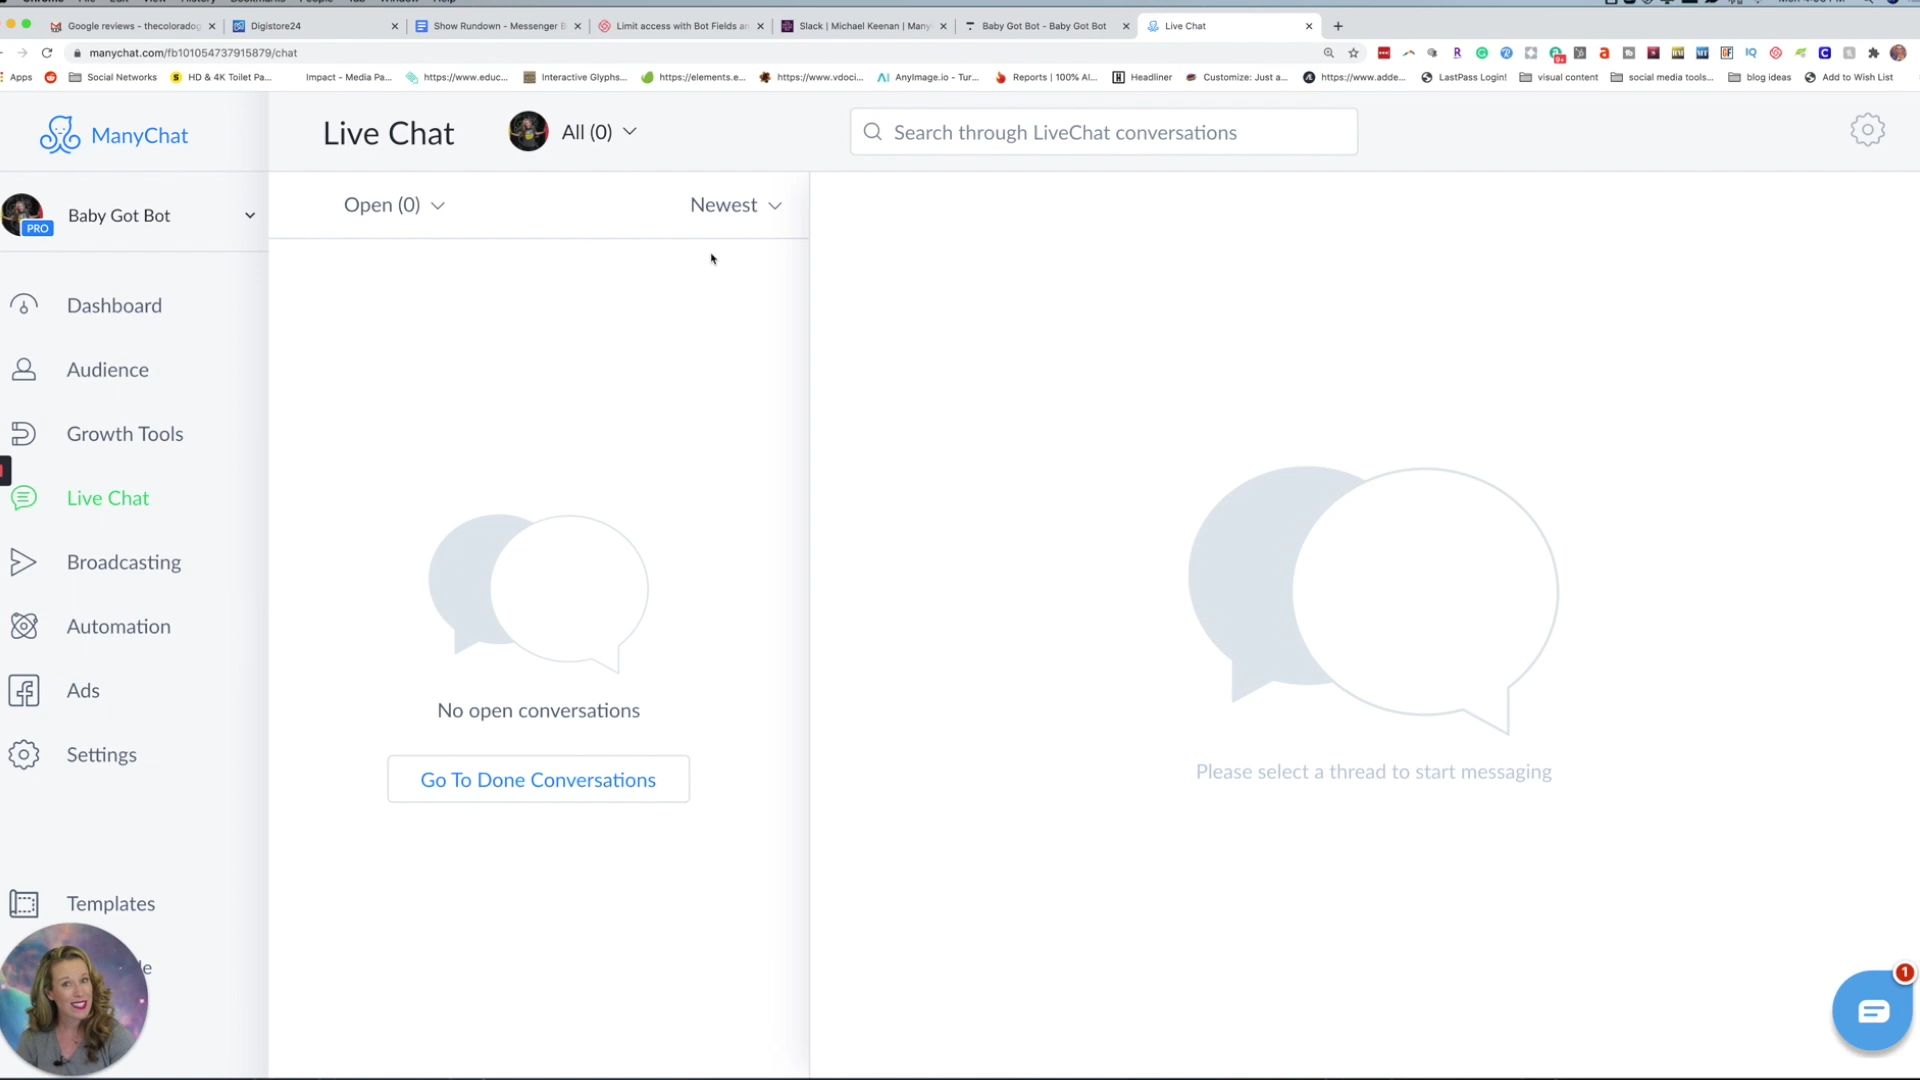 Google reviews - thecoloradog
Digistore24
Show Rundown - Messenger B
Limit access with Bot Fields an
Slack | Michael Keenan | Many
Baby Got Bot - Baby Got Bot
Live Chat
manychat.com/fb101054737915879/chat
Apps
Social Networks
HD & 4K Toilet Pa...
Impact - Media Pa...
https://www.educ...
Interactive Glyphs...
https://elements.e...
https://www.vdoci...
AnyImage.io - Tur...
Reports | 100% Al...
Headliner
Customize: Just a...
https://www.adde...
LastPass Login!
visual content
social media tools...
blog ideas
Add to Wish List
ManyChat
Live Chat
All (0)
Search through LiveChat conversations
Baby Got Bot
PRO
Open (0)
Newest
Dashboard
Audience
Growth Tools
Live Chat
Broadcasting
Automation
Ads
Settings
Templates
No open conversations
Go To Done Conversations
Please select a thread to start messaging
1